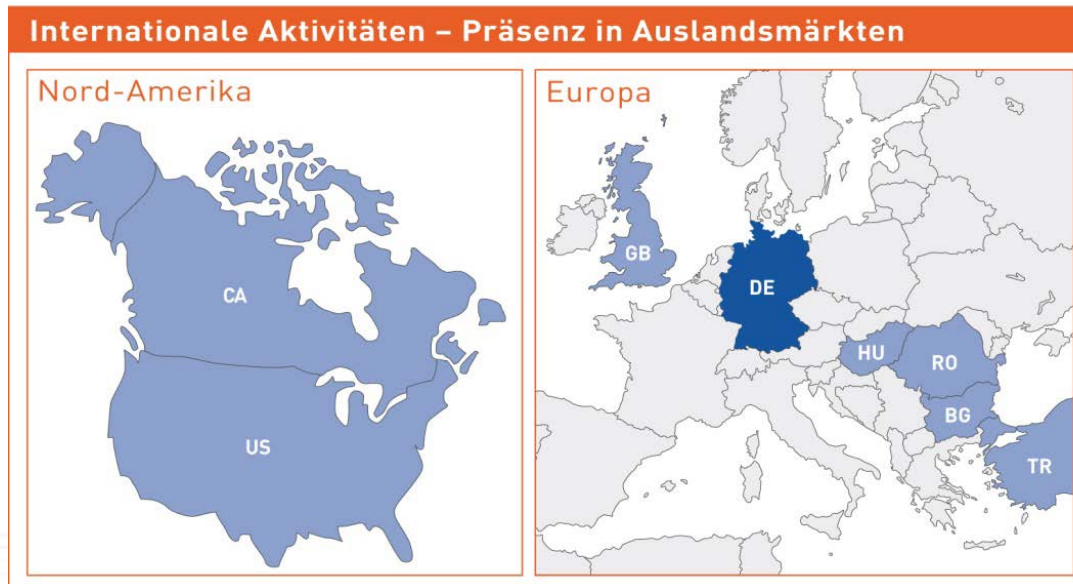 Internationale Aktivitäten – Präsenz in Auslandsmärkten
Nord-Amerika
CA
US
Europa
GB
DE
HU
RO
BG
TR